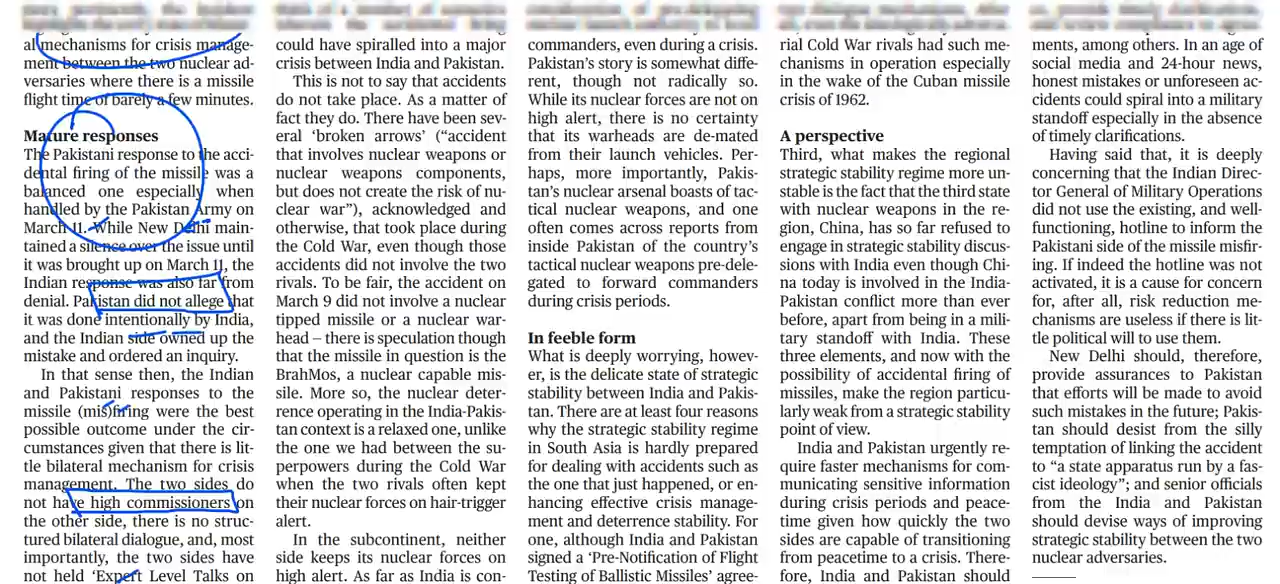 al mechanisms for crisis manage-
ment between the two nuclear ad-
versaries where there is a missile
flight time of barely a few minutes.
Mature responses
The Pakistani response to the acci-
dental firing of the missile was a
balanced one especially when
handled by the Pakistan Army on
March 11. While New Delhi main-
tained a silence over the issue until
it was brought up on March 11, the
Indian response was also far from
denial. Pakistan did not allege that
it was done intentionally by India,
and the Indian side owned up the
mistake and ordered an inquiry.
In that sense then, the Indian
and Pakistani responses to the
missile (mis)firing were the best
possible outcome under the cir-
cumstances given that there is lit-
tle bilateral mechanism for crisis
management. The two sides do
not have high commissioners on
the other side, there is no struc-
tured bilateral dialogue, and, most
importantly, the two sides have
not held ‘Expert Level Talks on
could have spiralled into a major
crisis between India and Pakistan.
This is not to say that accidents
do not take place. As a matter of
fact they do. There have been sev-
eral ‘broken arrows’ (“accident
that involves nuclear weapons or
nuclear weapons components,
but does not create the risk of nu-
clear war”), acknowledged and
otherwise, that took place during
the Cold War, even though those
accidents did not involve the two
rivals. To be fair, the accident on
March 9 did not involve a nuclear
tipped missile or a nuclear war-
head – there is speculation though
that the missile in question is the
BrahMos, a nuclear capable mis-
sile. More so, the nuclear deter-
rence operating in the India-Pakis-
tan context is a relaxed one, unlike
the one we had between the su-
perpowers during the Cold War
when the two rivals often kept
their nuclear forces on hair-trigger
alert.
In the subcontinent, neither
side keeps its nuclear forces on
high alert. As far as India is con-
commanders, even during a crisis.
Pakistan’s story is somewhat diffe-
rent, though not radically so.
While its nuclear forces are not on
high alert, there is no certainty
that its warheads are de-mated
from their launch vehicles. Per-
haps, more importantly, Pakis-
tan’s nuclear arsenal boasts of tac-
tical nuclear weapons, and one
often comes across reports from
inside Pakistan of the country’s
tactical nuclear weapons pre-dele-
gated to forward commanders
during crisis periods.
In feeble form
What is deeply worrying, howev-
er, is the delicate state of strategic
stability between India and Pakis-
tan. There are at least four reasons
why the strategic stability regime
in South Asia is hardly prepared
for dealing with accidents such as
the one that just happened, or en-
hancing effective crisis manage-
ment and deterrence stability. For
one, although India and Pakistan
signed a ‘Pre-Notification of Flight
Testing of Ballistic Missiles’ agree-
rial Cold War rivals had such me-
chanisms in operation especially
in the wake of the Cuban missile
crisis of 1962.
A perspective
Third, what makes the regional
strategic stability regime more un-
stable is the fact that the third state
with nuclear weapons in the re-
gion, China, has so far refused to
engage in strategic stability discus-
sions with India even though Chi-
na today is involved in the India-
Pakistan conflict more than ever
before, apart from being in a mili-
tary standoff with India. These
three elements, and now with the
possibility of accidental firing of
missiles, make the region particu-
larly weak from a strategic stability
point of view.
India and Pakistan urgently re-
quire faster mechanisms for com-
municating sensitive information
during crisis periods and peace-
time given how quickly the two
sides are capable of transitioning
from peacetime to a crisis. There-
fore, India and Pakistan should
ments, among others. In an age of
social media and 24-hour news,
honest mistakes or unforeseen ac-
cidents could spiral into a military
standoff especially in the absence
of timely clarifications.
Having said that, it is deeply
concerning that the Indian Direc-
tor General of Military Operations
did not use the existing, and well-
functioning, hotline to inform the
Pakistani side of the missile misfir-
ing. If indeed the hotline was not
activated, it is a cause for concern
for, after all, risk reduction me-
chanisms are useless if there is lit-
tle political will to use them.
New Delhi should, therefore,
provide assurances to Pakistan
that efforts will be made to avoid
such mistakes in the future; Pakis-
tan should desist from the silly
temptation of linking the accident
to “a state apparatus run by a fas-
cist ideology”; and senior officials
from the India and Pakistan
should devise ways of improving
strategic stability between the two
nuclear adversaries.